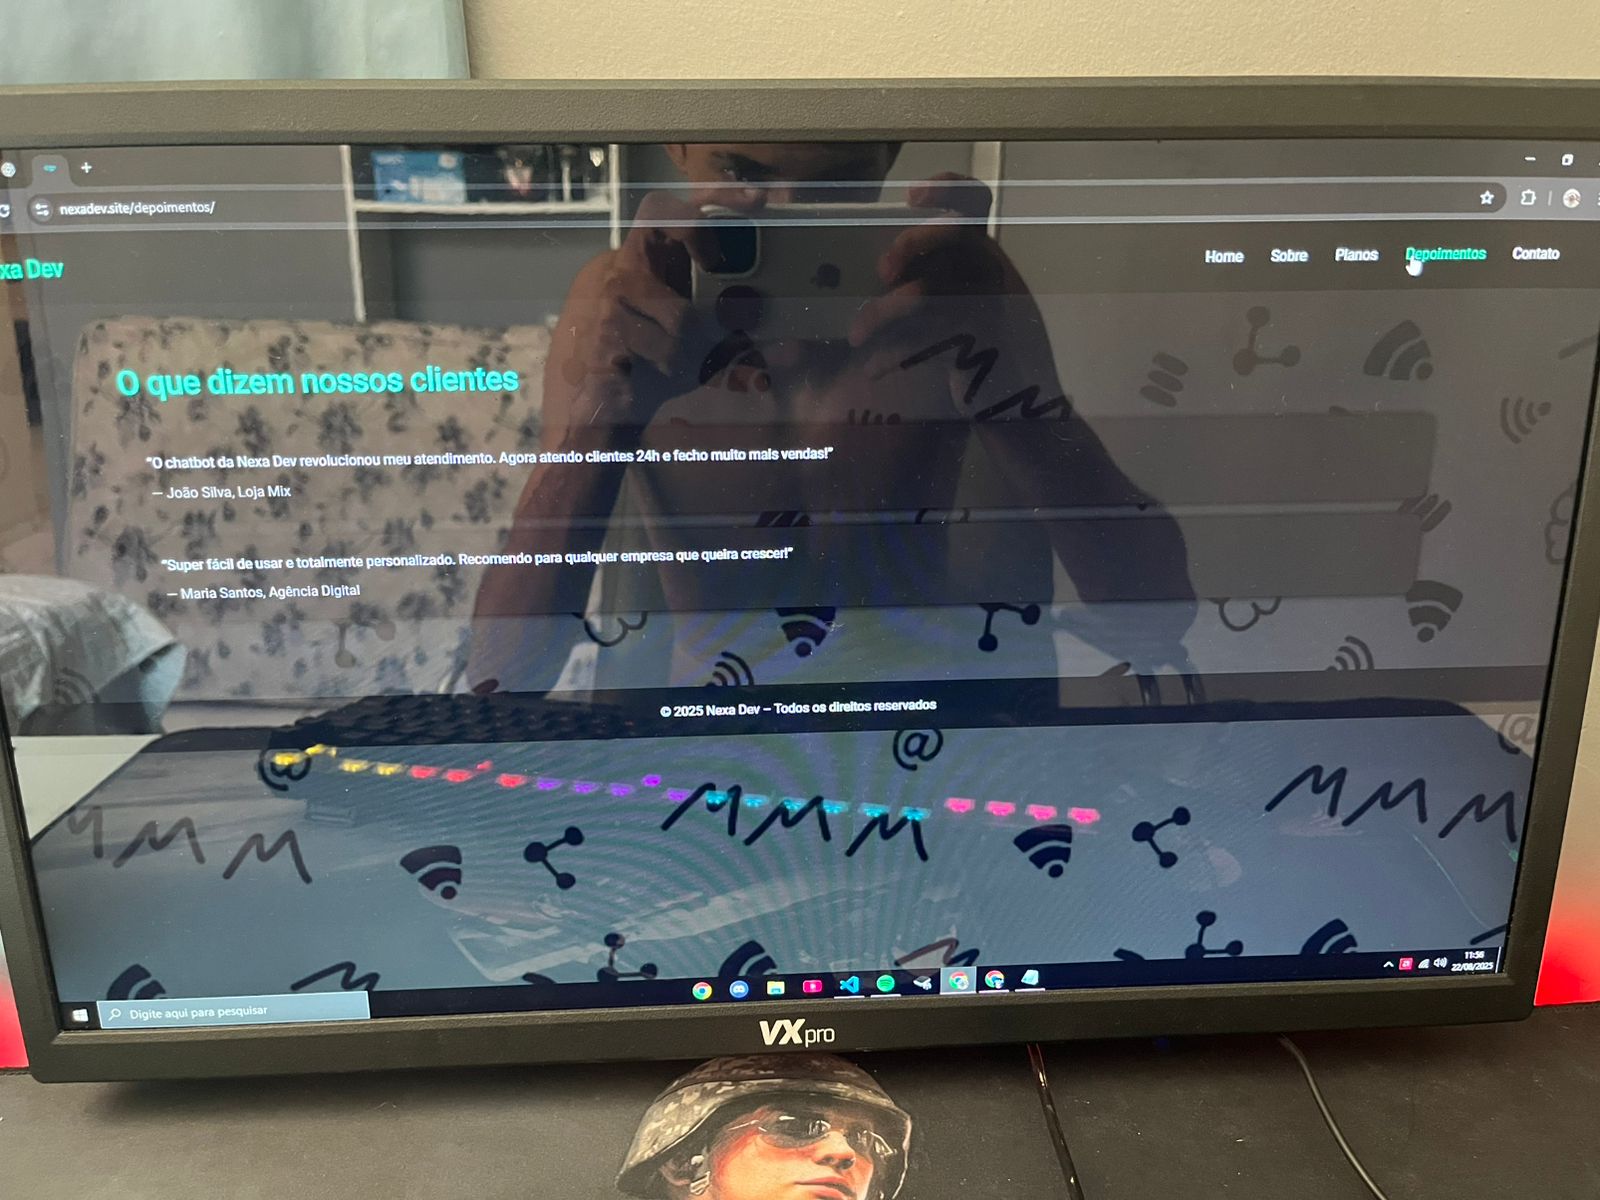 nexadev.site/depoimentos/
xa Dev
Home Sobre Planos Depoimentos Contato
O que dizem nossos clientes
“O chatbot da Nexa Dev revolucionou meu atendimento. Agora atendo clientes 24h e fecho muito mais vendas!”
— João Silva, Loja Mix
“Super fácil de usar e totalmente personalizado. Recomendo para qualquer empresa que queira crescer!”
— Maria Santos, Agência Digital
© 2025 Nexa Dev – Todos os direitos reservados
Digite aqui para pesquisar
11:56
22/08/2025
VXpro